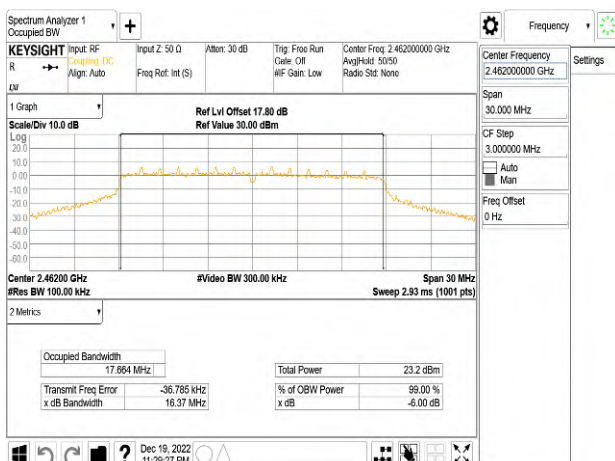 Spectrum Analyzer 1
Occupied BW
Frequency
KEYSIGHT Input: RF Input Z: 50 Ω Atten: 30 dB Trig: Free Run Center Freq: 2.462000000 GHz
R Coupling: DC Gate: Off Avg|Hold: 50/50
Align: Auto Freq Ref: Int (S) #IF Gain: Low Radio Std: None
LXI
Center Frequency
2.462000000 GHz
Settings
Span
30.000 MHz
CF Step
3.000000 MHz
Auto
Man
Freq Offset
0 Hz
1 Graph
Ref Lvl Offset 17.80 dB
Scale/Div 10.0 dB Ref Value 30.00 dBm
Log
20.0
10.0
0.00
-10.0
-20.0
-30.0
-40.0
-50.0
-60.0
Center 2.46200 GHz #Video BW 300.00 kHz Span 30 MHz
#Res BW 100.00 kHz Sweep 2.93 ms (1001 pts)
2 Metrics
Occupied Bandwidth
17.664 MHz Total Power 23.2 dBm
Transmit Freq Error -36.785 kHz % of OBW Power 99.00 %
x dB Bandwidth 16.37 MHz x dB -6.00 dB
?
Dec 19, 2022
11:29:27 PM